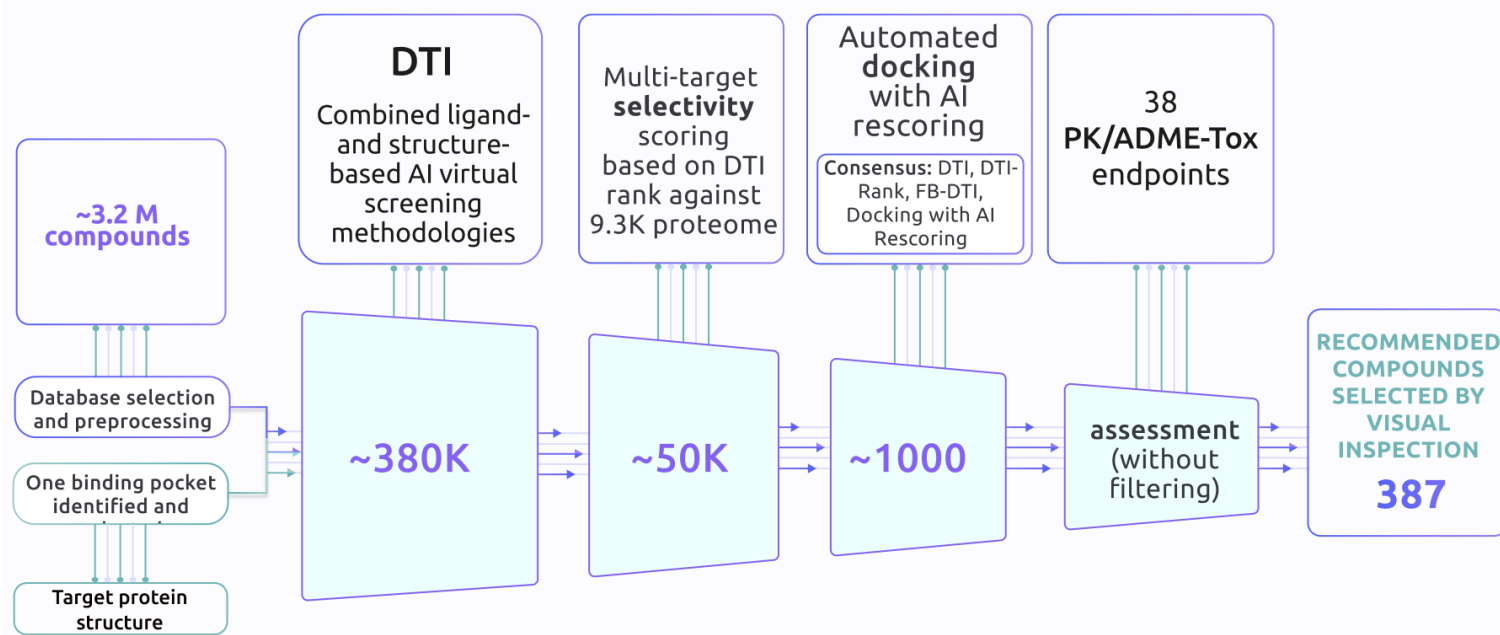 ~3.2 M
compounds
Database selection
and preprocessing
One binding pocket
identified and
Target protein
structure
DTI
Combined ligand-
and structure-
based AI virtual
screening
methodologies
~380K
Multi-target
selectivity
scoring
based on DTI
rank against
9.3K proteome
~50K
Automated
docking
with AI
rescoring
Consensus: DTI, DTI-
Rank, FB-DTI,
Docking with AI
Rescoring
~1000
38
PK/ADME-Tox
endpoints
assessment
(without
filtering)
RECOMMENDED
COMPOUNDS
SELECTED BY
VISUAL
INSPECTION
387